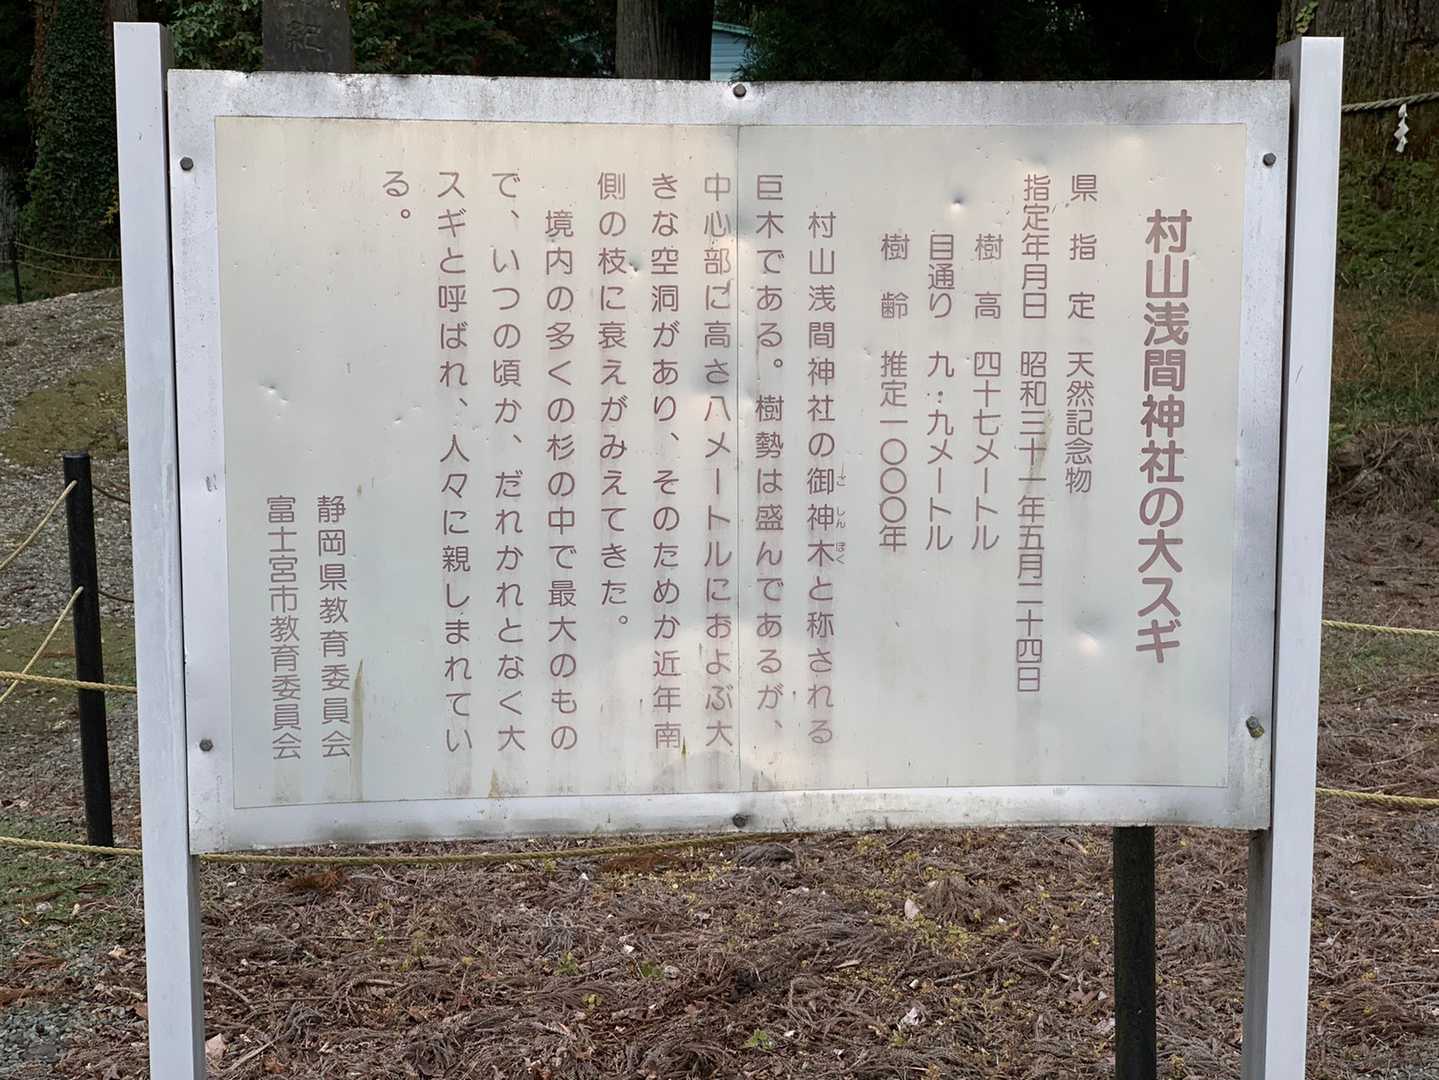 村山浅間神社の大スギ
県指定 天然記念物
指定年月日 昭和三十一年五月二十四日
樹高 四十七メートル
目通り 九・九メートル
樹齢 推定一〇〇〇年
村山浅間神社の御神木と称される
巨木である。樹勢は盛んであるが、
中心部に高さ八メートルにおよぶ大
きな空洞があり、そのためか近年南
側の枝に衰えがみえてきた。
境内の多くの杉の中で最大のもの
で、いつの頃か、だれかれとなく大
スギと呼ばれ、人々に親しまれてい
る。
静岡県教育委員会
富士宮市教育委員会